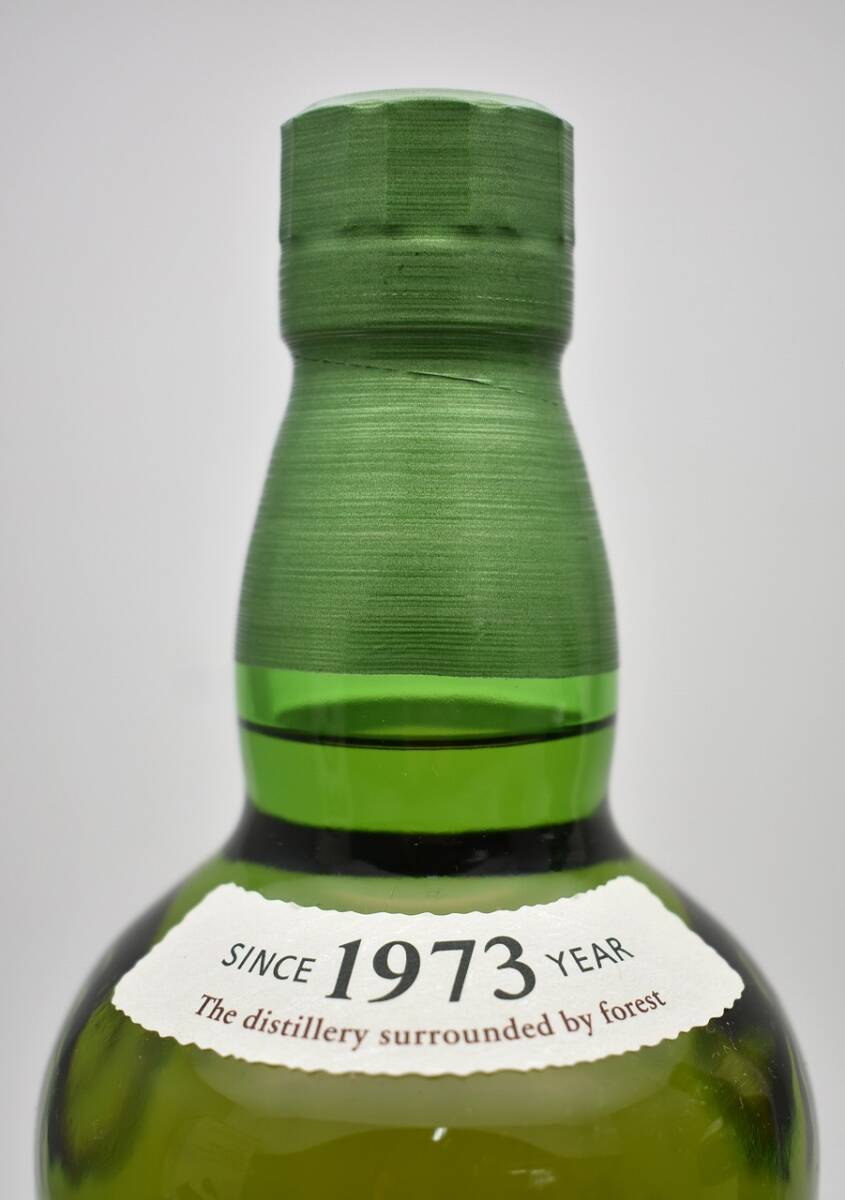 SINCE 1973 YEAR
The distillery surrounded by forest